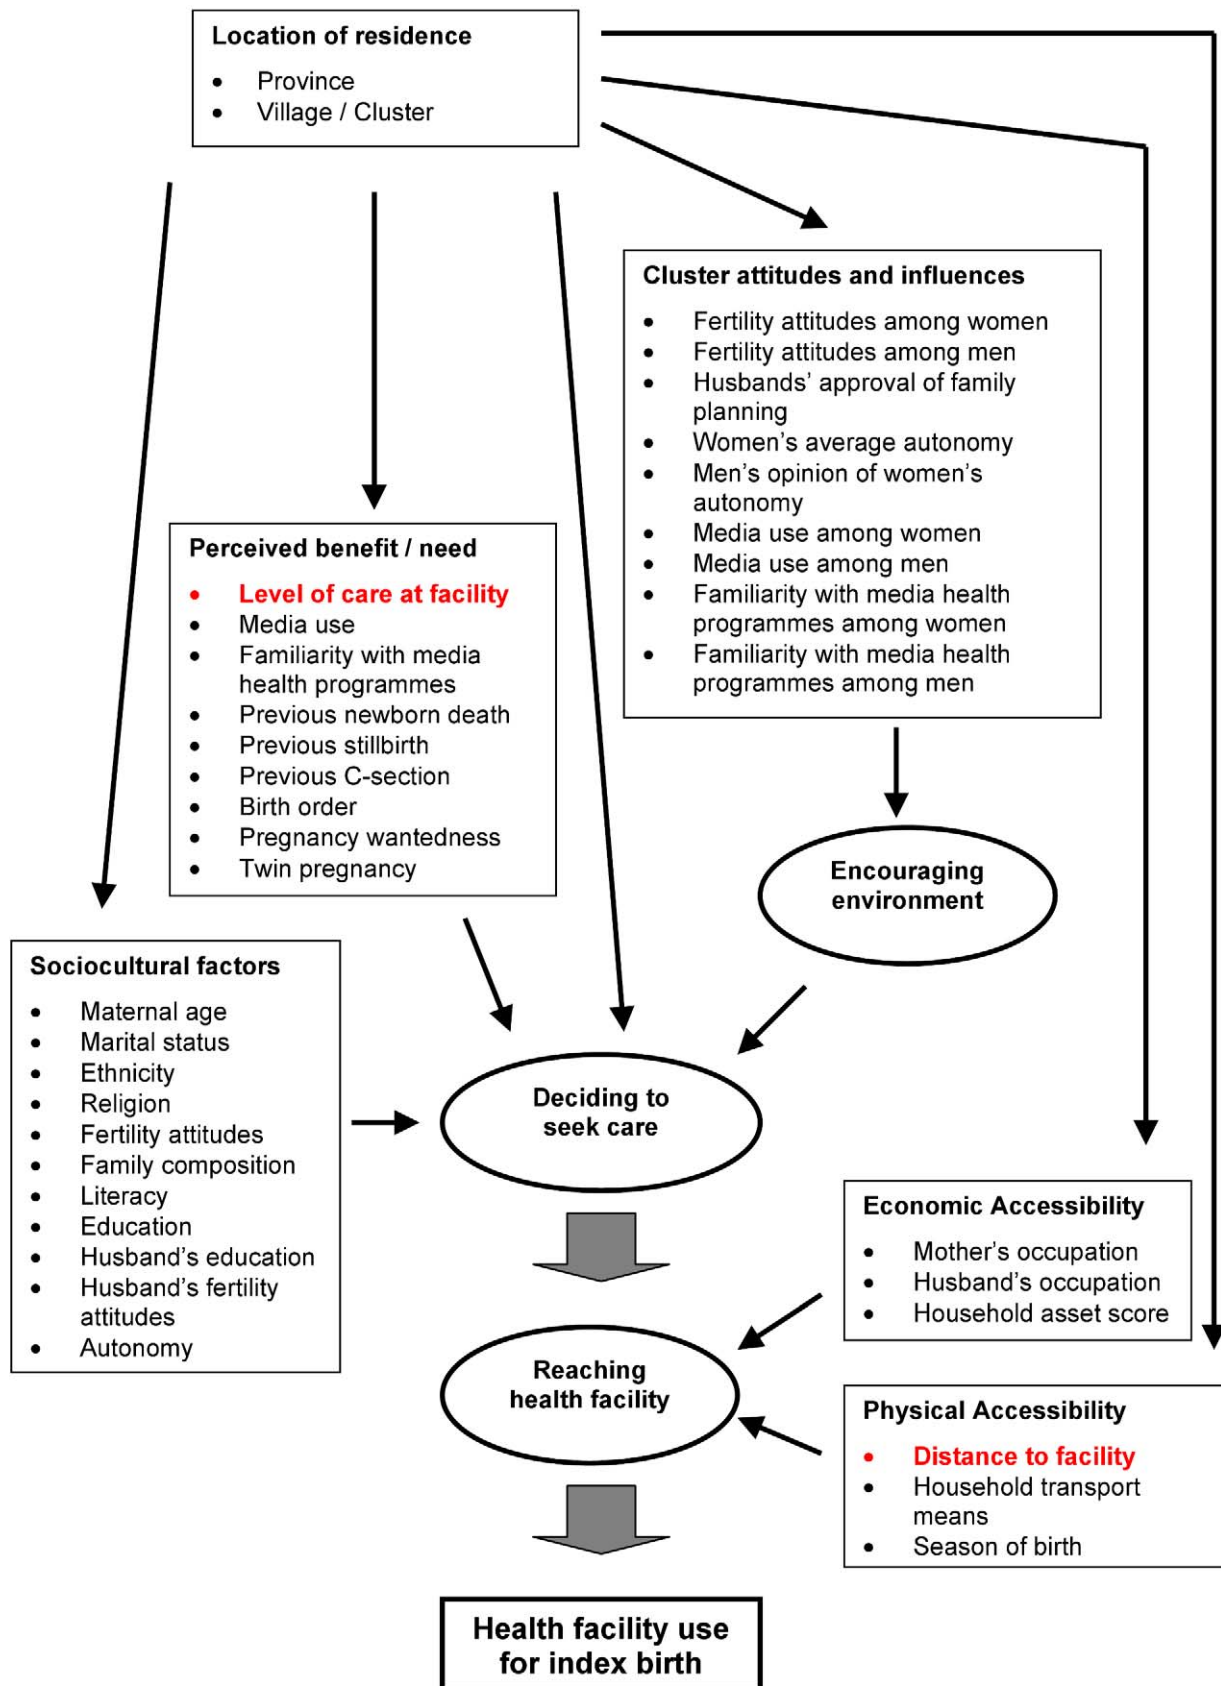 Location of residence
• Province
• Village / Cluster
Cluster attitudes and influences
• Fertility attitudes among women
• Fertility attitudes among men
• Husbands’ approval of family
planning
• Women’s average autonomy
• Men’s opinion of women’s
autonomy
• Media use among women
• Media use among men
• Familiarity with media health
programmes among women
• Familiarity with media health
programmes among men
Perceived benefit / need
• Level of care at facility
• Media use
• Familiarity with media
health programmes
• Previous newborn death
• Previous stillbirth
• Previous C-section
• Birth order
• Pregnancy wantedness
• Twin pregnancy
Encouraging
environment
Sociocultural factors
• Maternal age
• Marital status
• Ethnicity
• Religion
• Fertility attitudes
• Family composition
• Literacy
• Education
• Husband’s education
• Husband’s fertility
attitudes
• Autonomy
Deciding to
seek care
Economic Accessibility
• Mother’s occupation
• Husband’s occupation
• Household asset score
Reaching
health facility
Physical Accessibility
• Distance to facility
• Household transport
means
• Season of birth
Health facility use
for index birth